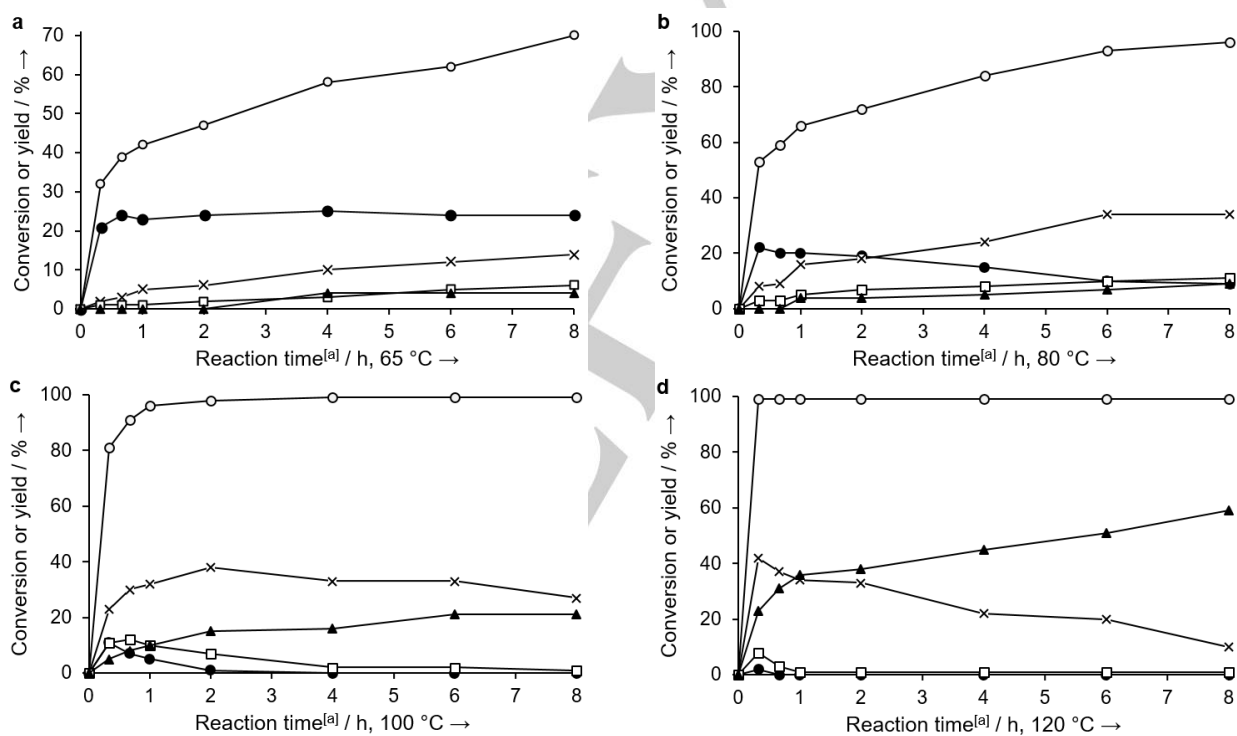 a
Conversion or yield / % →
70
60
50
40
30
20
10
0
0 1 2 3 4 5 6 7 8
Reaction time[a] / h, 65 °C →
b
Conversion or yield / % →
100
80
60
40
20
0
0 1 2 3 4 5 6 7 8
Reaction time[a] / h, 80 °C →
c
Conversion or yield / % →
100
80
60
40
20
0
0 1 2 3 4 5 6 7 8
Reaction time[a] / h, 100 °C →
d
Conversion or yield / % →
100
80
60
40
20
0
0 1 2 3 4 5 6 7 8
Reaction time[a] / h, 120 °C →